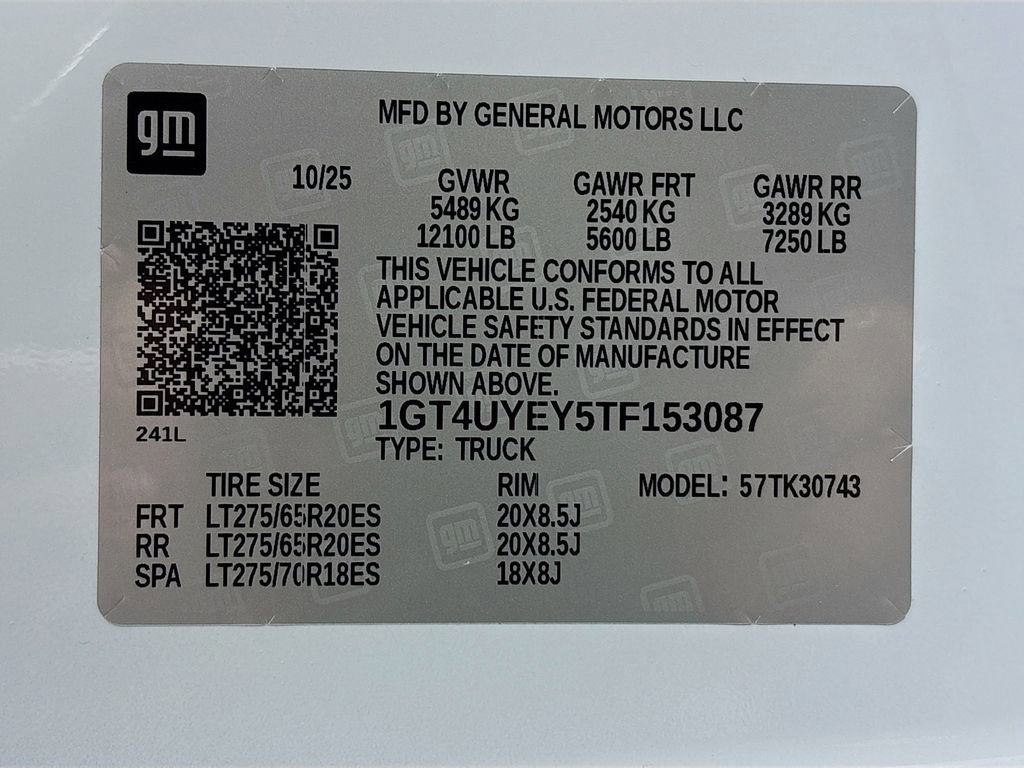 gm
MFD BY GENERAL MOTORS LLC
10/25 GVWR GAWR FRT GAWR RR
5489 KG 2540 KG 3289 KG
12100 LB 5600 LB 7250 LB
THIS VEHICLE CONFORMS TO ALL
APPLICABLE U.S. FEDERAL MOTOR
VEHICLE SAFETY STANDARDS IN EFFECT
ON THE DATE OF MANUFACTURE
SHOWN ABOVE.
1GT4UYEY5TF153087
241L
TYPE: TRUCK
TIRE SIZE RIM MODEL: 57TK30743
FRT LT275/65R20ES 20X8.5J
RR LT275/65R20ES 20X8.5J
SPA LT275/70R18ES 18X8J